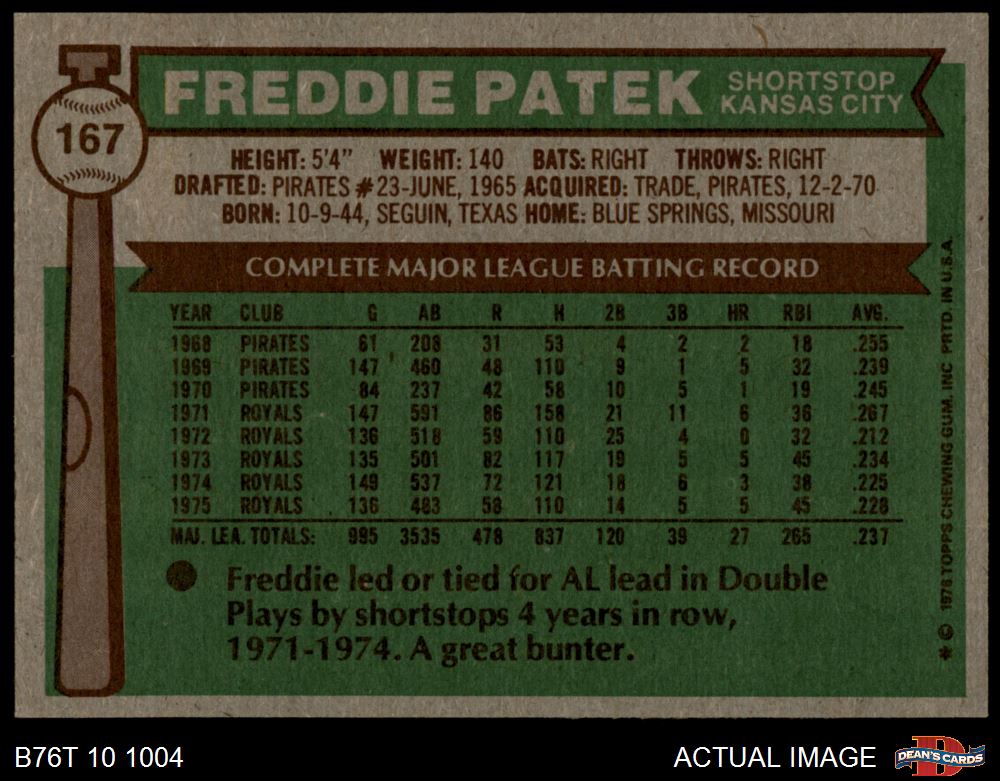 167
FREDDIE PATEK
SHORTSTOP
KANSAS CITY
HEIGHT: 5'4" WEIGHT: 140 BATS: RIGHT THROWS: RIGHT
DRAFTED: PIRATES #23-JUNE, 1965 ACQUIRED: TRADE, PIRATES, 12-2-70
BORN: 10-9-44, SEGUIN, TEXAS HOME: BLUE SPRINGS, MISSOURI
COMPLETE MAJOR LEAGUE BATTING RECORD
YEAR CLUB G AB R H 2B 3B HR RBI AVG.
1968 PIRATES 61 208 31 53 4 2 2 18 .255
1969 PIRATES 147 460 48 110 9 1 5 32 .239
1970 PIRATES 84 237 42 58 10 5 1 19 .245
1971 ROYALS 147 591 86 158 21 11 6 36 .267
1972 ROYALS 136 518 59 110 25 4 0 32 .212
1973 ROYALS 135 501 82 117 19 5 5 45 .234
1974 ROYALS 149 537 72 121 18 6 3 38 .225
1975 ROYALS 136 483 58 110 14 5 5 45 .228
MAJ. LEA. TOTALS: 995 3535 478 837 120 39 27 265 .237
Freddie led or tied for AL lead in Double
Plays by shortstops 4 years in row,
1971-1974. A great bunter.
* © 1976 TOPPS CHEWING GUM. INC PRTD. IN U.S.A.
B76T 10 1004
ACTUAL IMAGE
D
DEAN'S CARDS